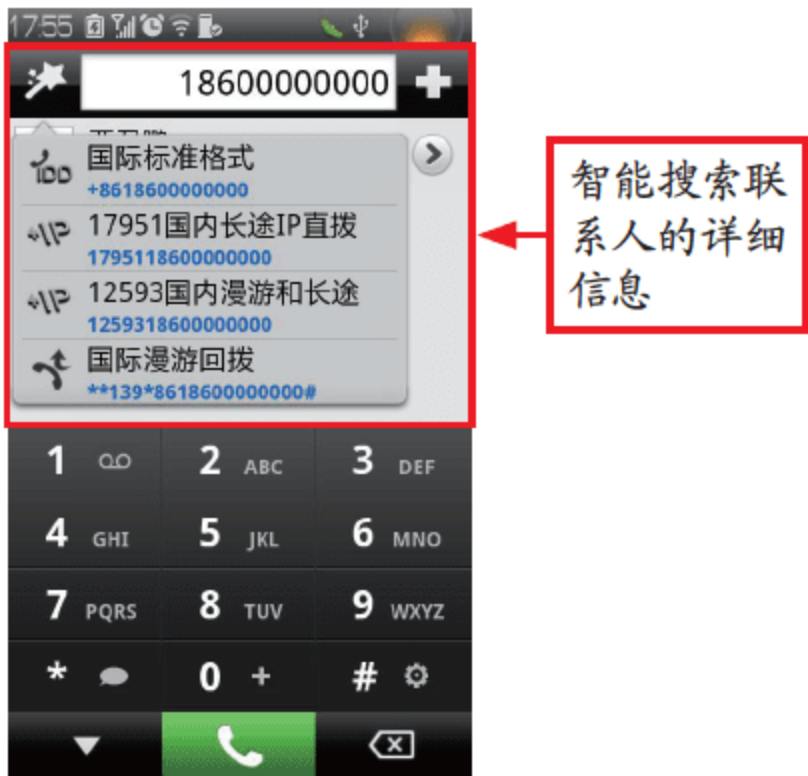 17:55
18600000000
国际标准格式
+8618600000000
17951国内长途IP直拨
1795118600000000
12593国内漫游和长途
1259318600000000
国际漫游回拨
**139*8618600000000#
智能搜索联
系人的详细
信息
1 2 ABC 3 DEF
4 GHI 5 JKL 6 MNO
7 PQRS 8 TUV 9 WXYZ
* 0 + #